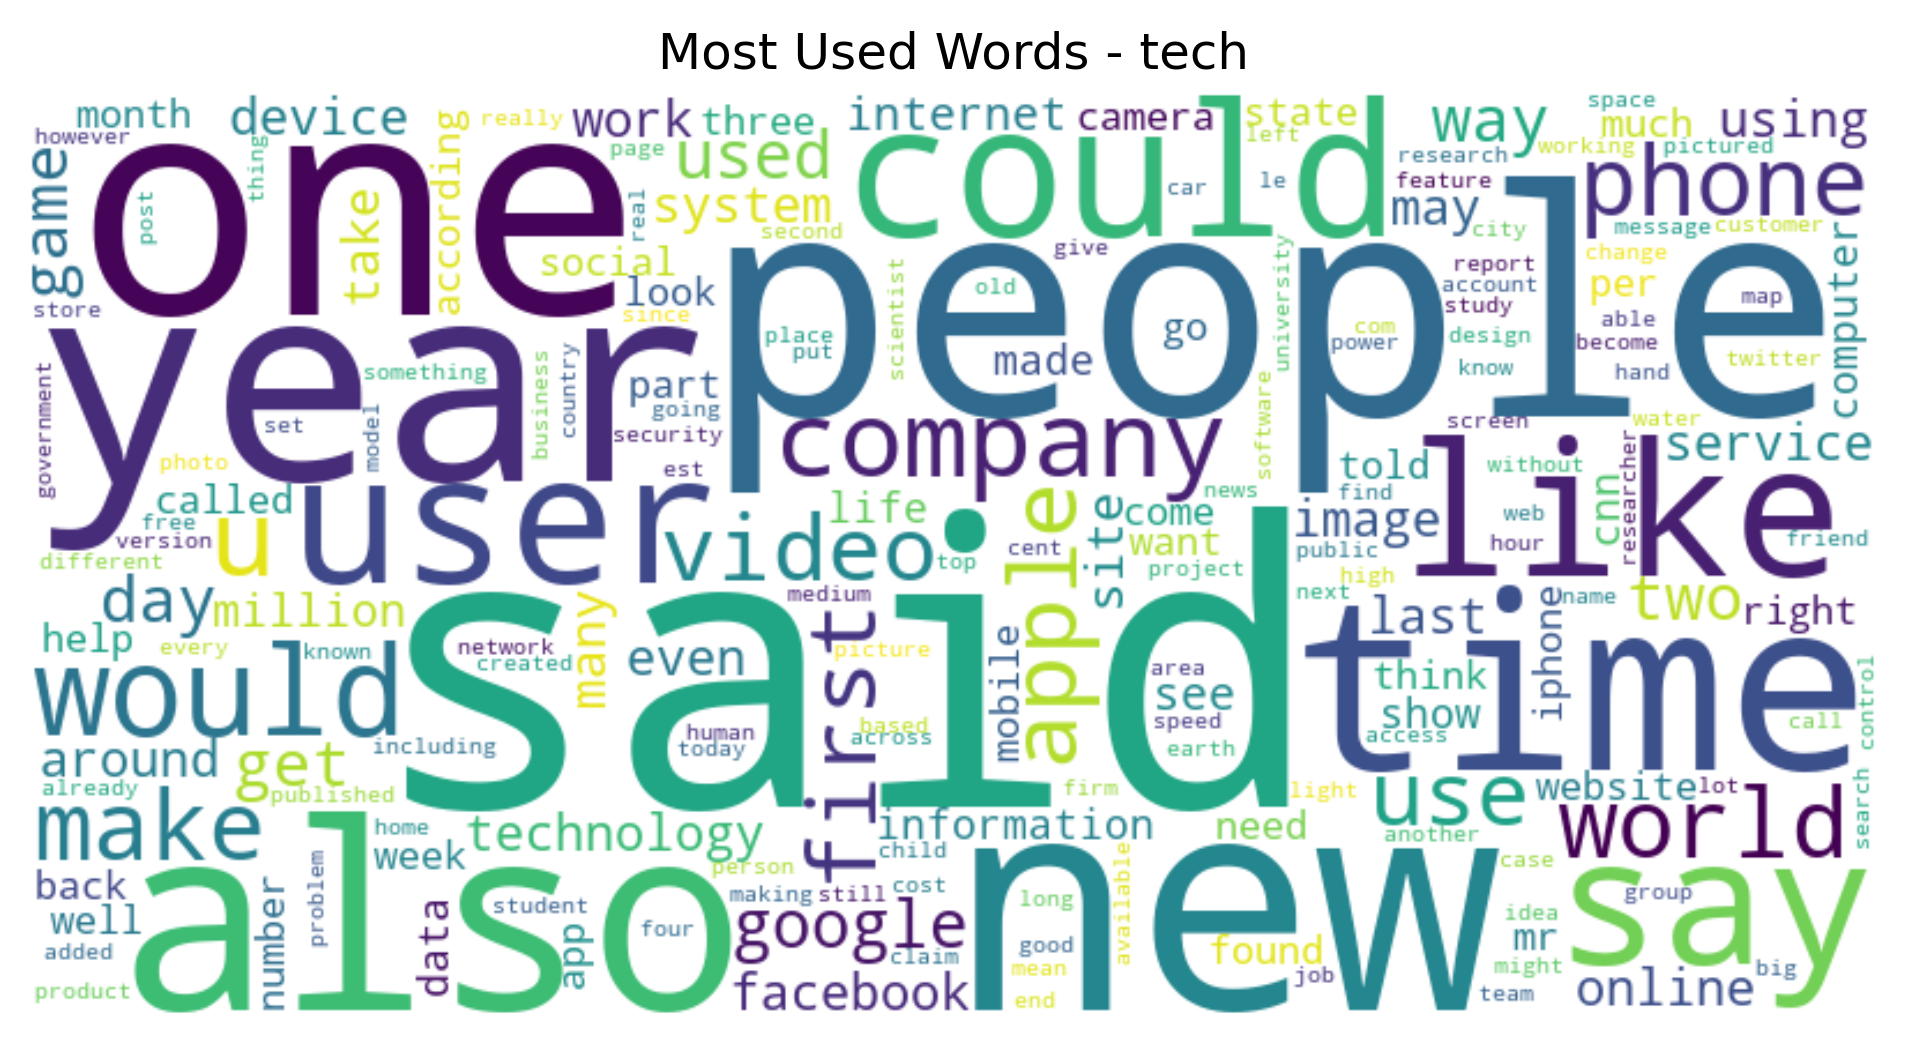 Most Used Words - tech
month
device
however
thing
according
really
work
three
internet
camera
state
left
way
space
much
using
game
one
post
take
page
used
could
car
le
research
feature
may
working
pictured
phone
real
system
second
social
look
since
store
people
give
university
city
message
customer
change
computer
year
scientist
old
place
put
made
go
com
power
report
account
study
design
know
per
able
become
hand
map
twitter
government
something
set
model
business
country
part
going
security
est
company
software
screen
water
service
photo
called
free
version
different
u
user
video
life
top
apple
site
news
come
want
cent
project
image
told
find
public
high
next
like
without
web
hour
researcher
cnn
friend
day
million
help
every
known
network
created
many
medium
first
picture
even
said
mobile
area
see
speed
earth
last
time
iphone
name
two
right
think
show
access
call
control
would
around
including
human
today
based
across
get
already
published
firm
light
use
website
lot
search
make
home
week
technology
information
need
another
world
back
well
added
product
also
number
problem
data
student
app
four
person
making
still
child
cost
google
claim
facebook
new
long
good
mean
end
available
found
job
case
idea
mr
might
team
say
group
online
big